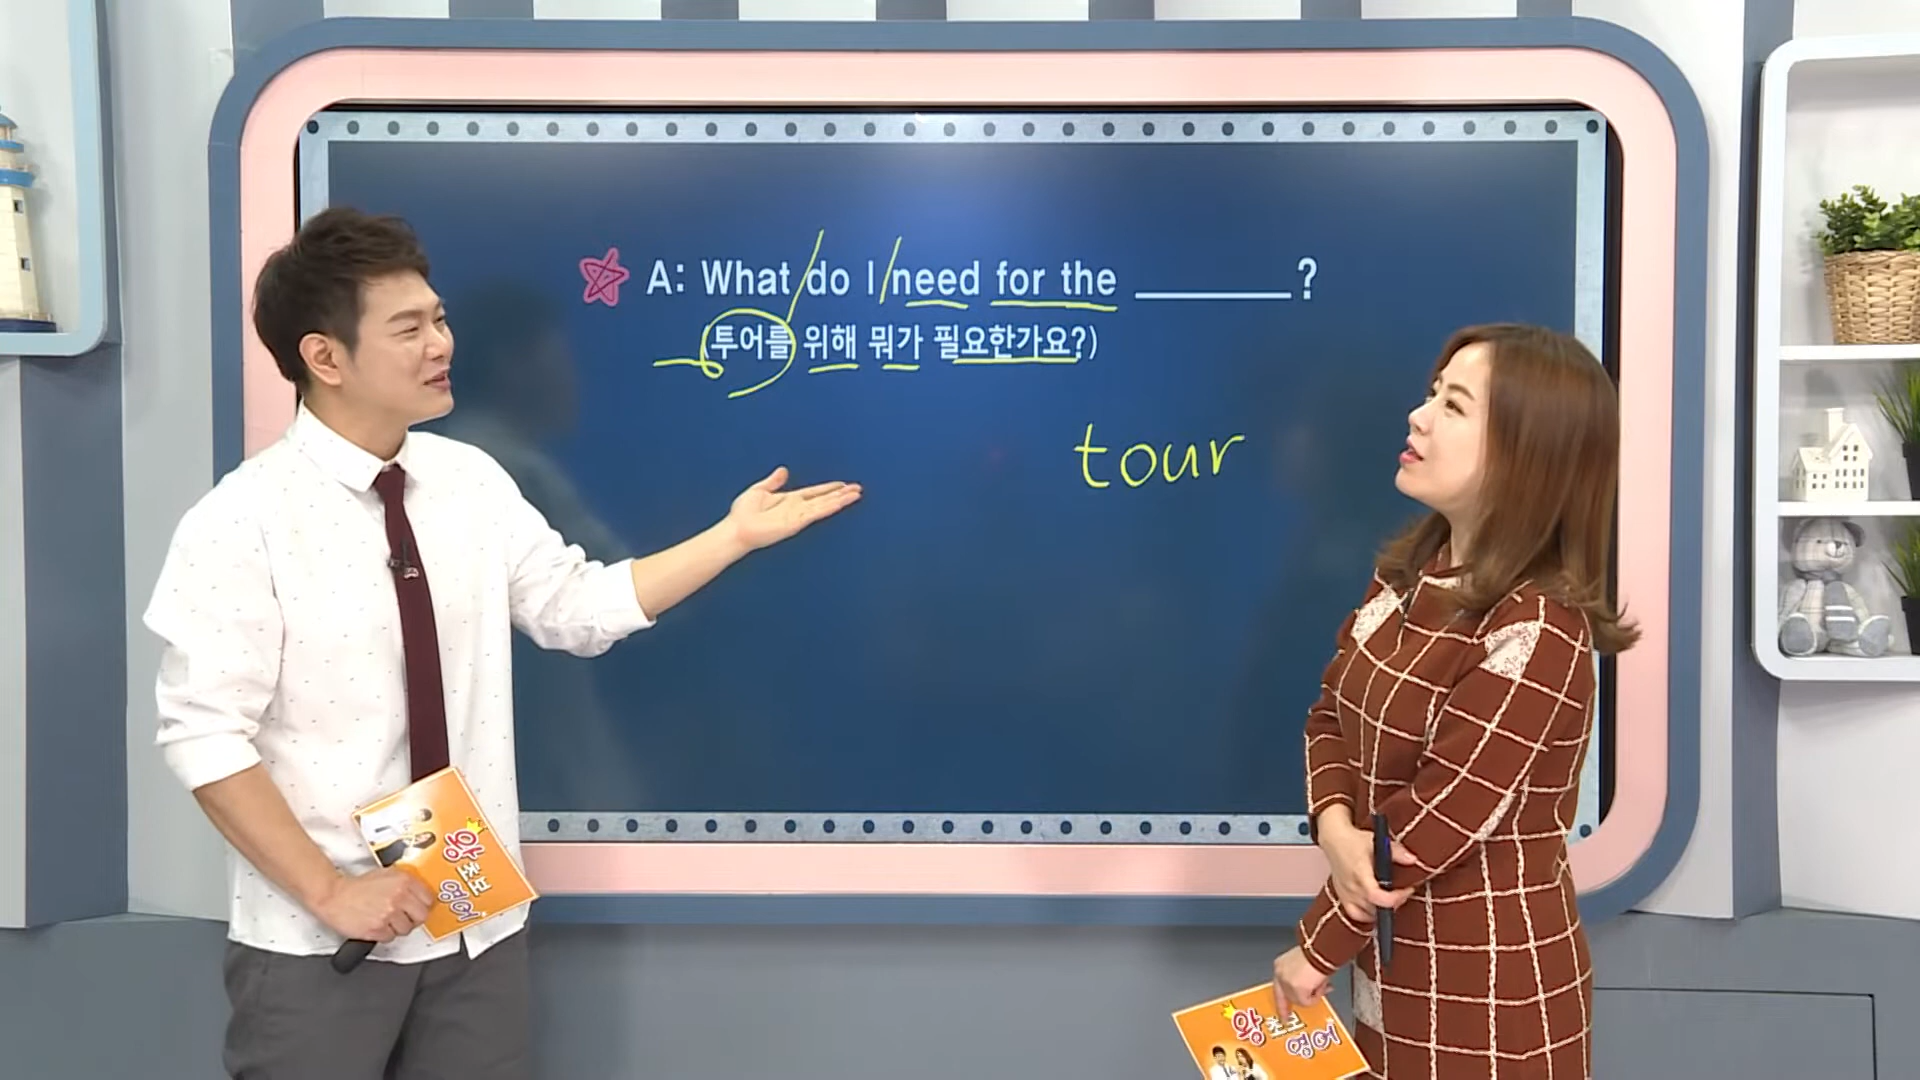 A: What do I need for the ______?
(투어를 위해 뭐가 필요한가요?)
tour
왕초보
영어
왕초보
영어